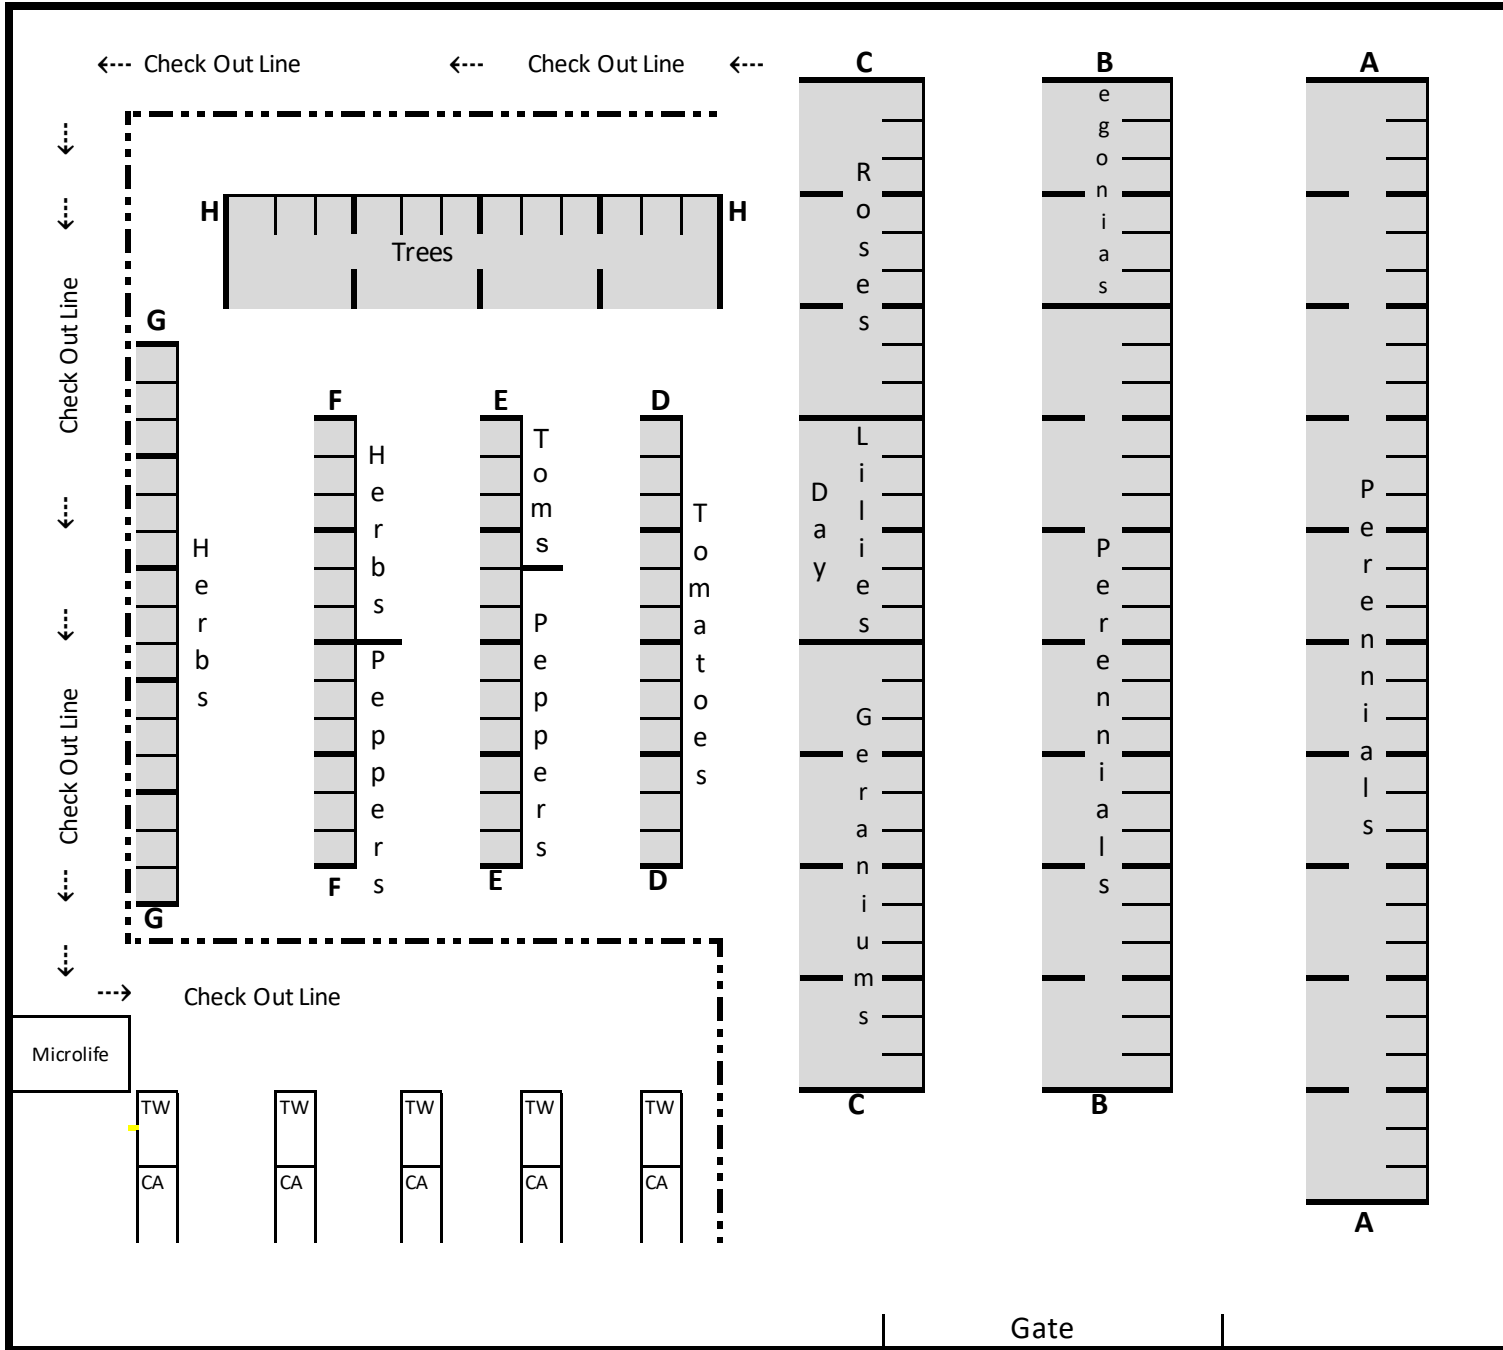 Check Out Line
Check Out Line
C
B
A
Begonias
Roses
H
H
Trees
Check Out Line
G
F
E
D
Toms
Herbs
Day
Lilies
Perennials
Tomatoes
Herbs
Perennials
Peppers
Peppers
Check Out Line
Geraniums
F
E
D
G
Check Out Line
Microlife
TW
TW
TW
TW
TW
C
B
CA
CA
CA
CA
CA
A
Gate